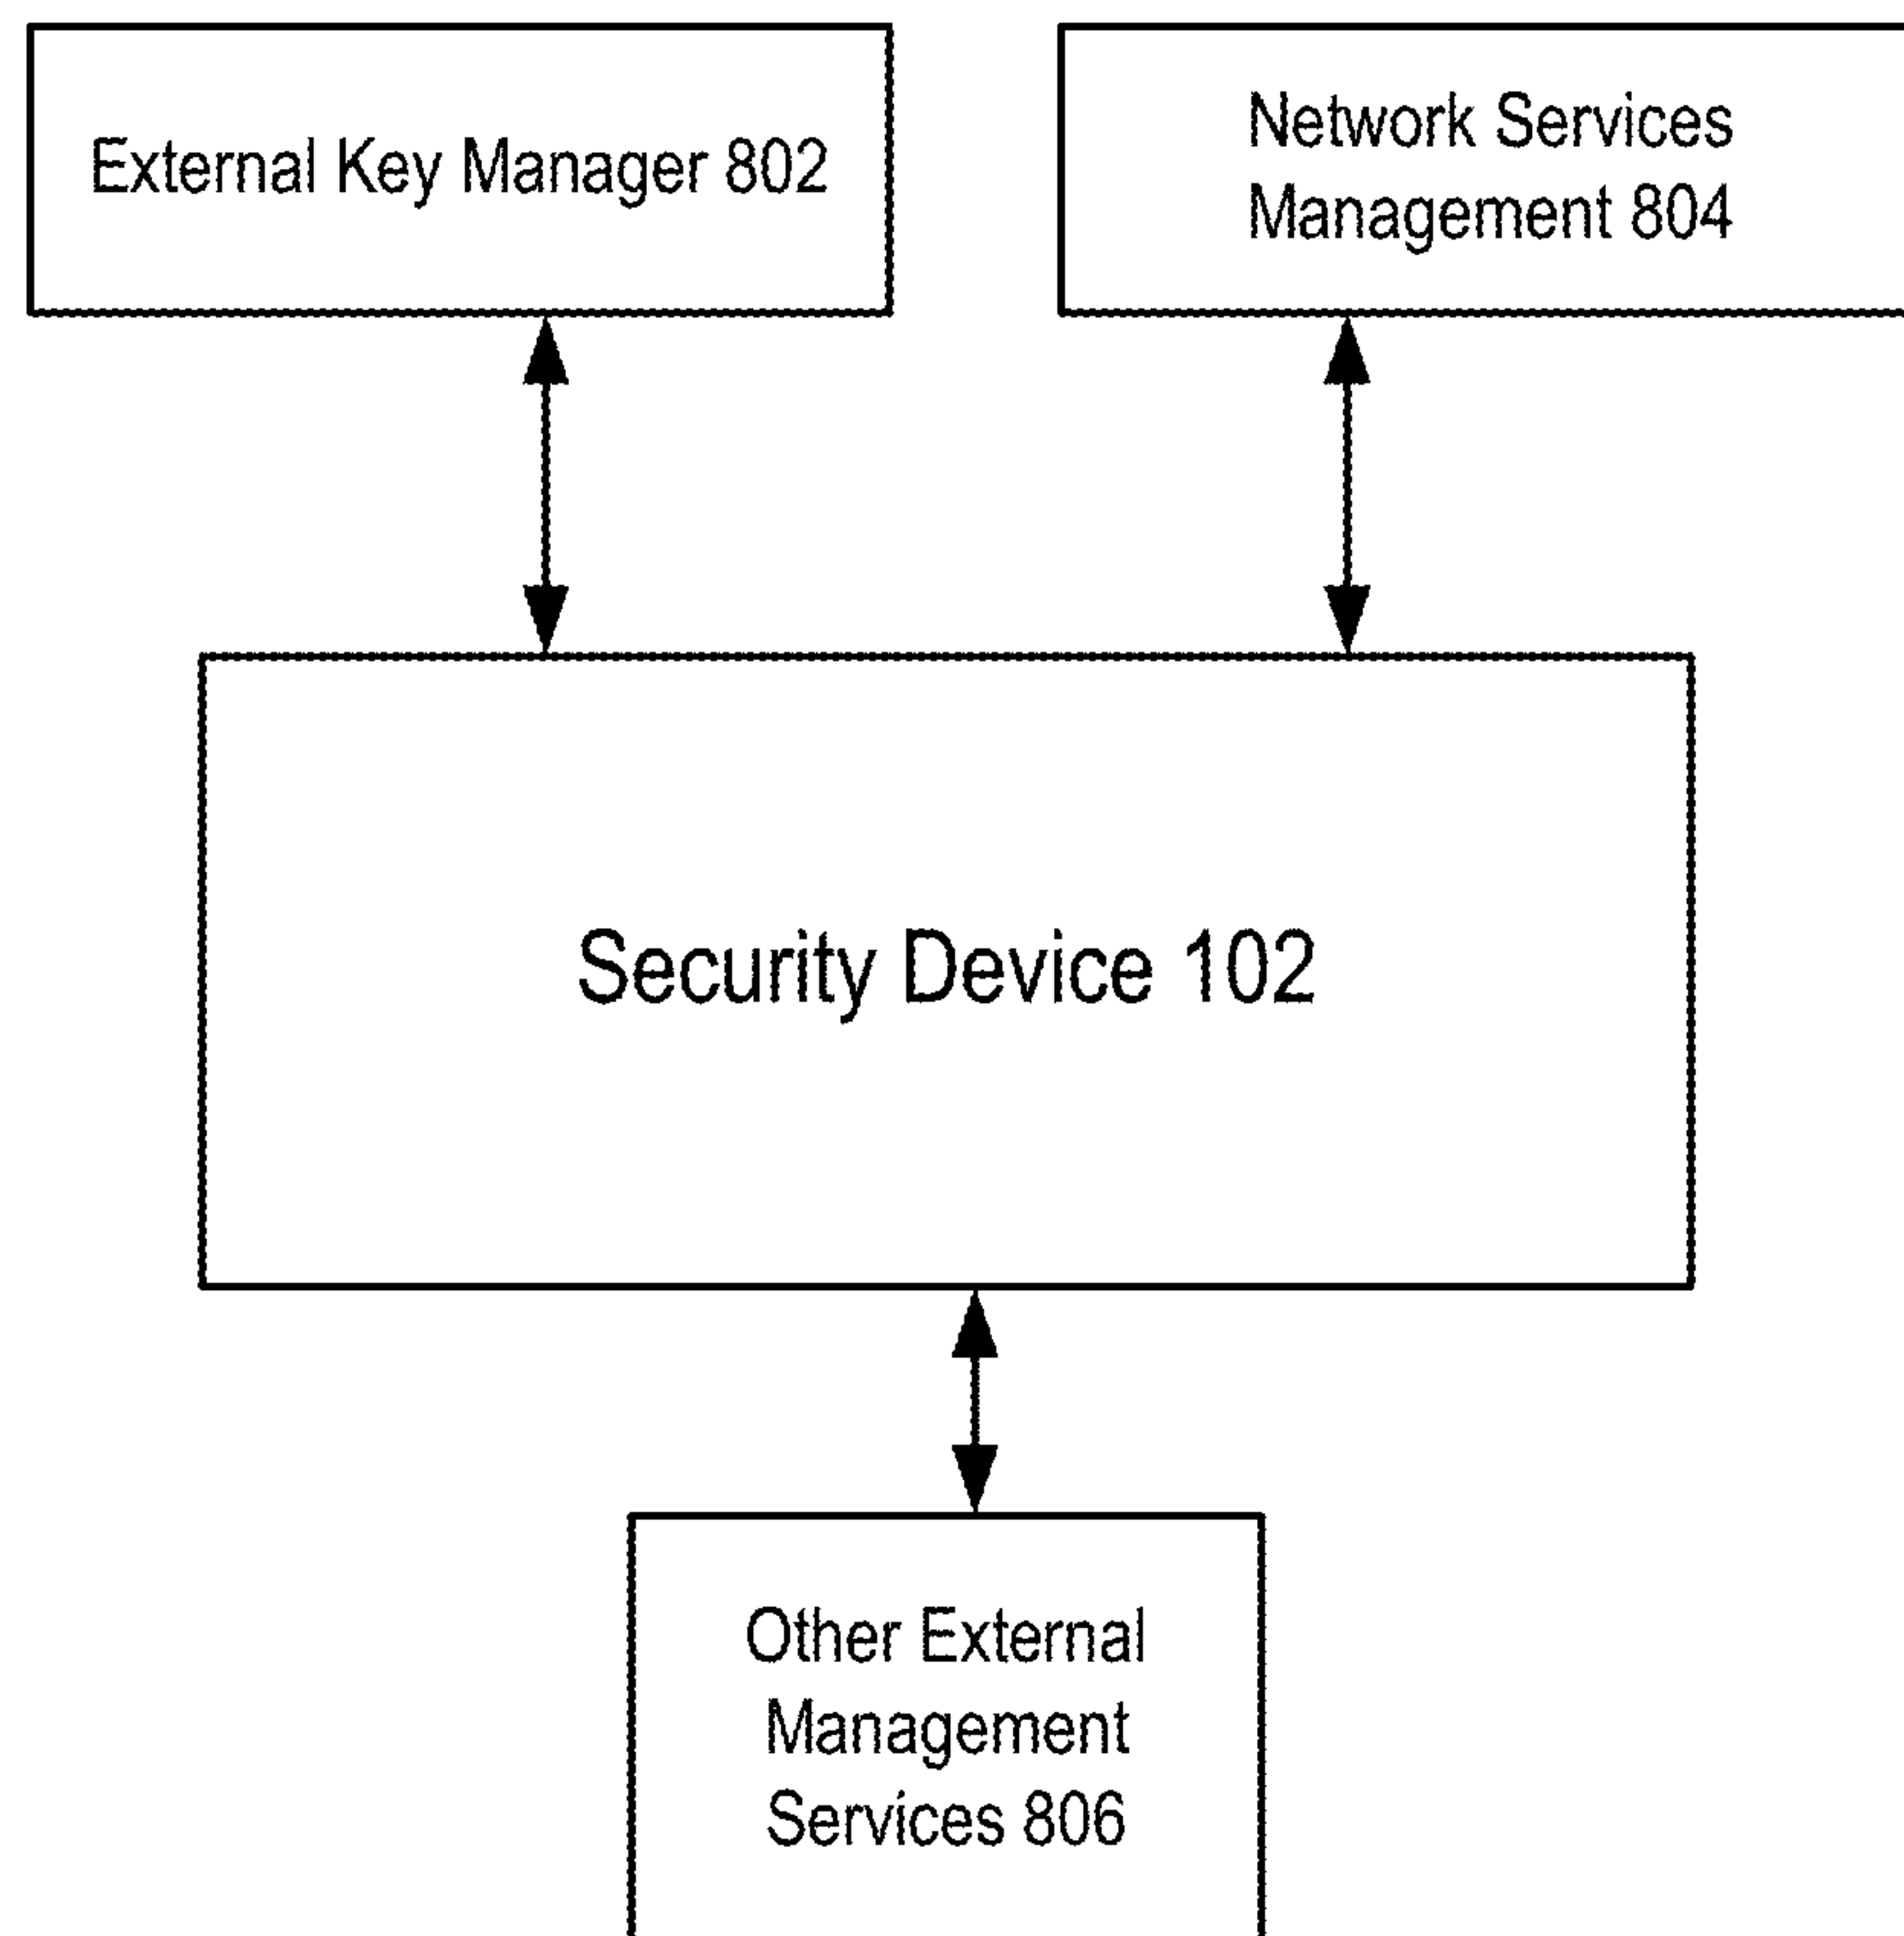 External Key Manager 802
Network Services
Management 804
Security Device 102
Other External
Management
Services 806